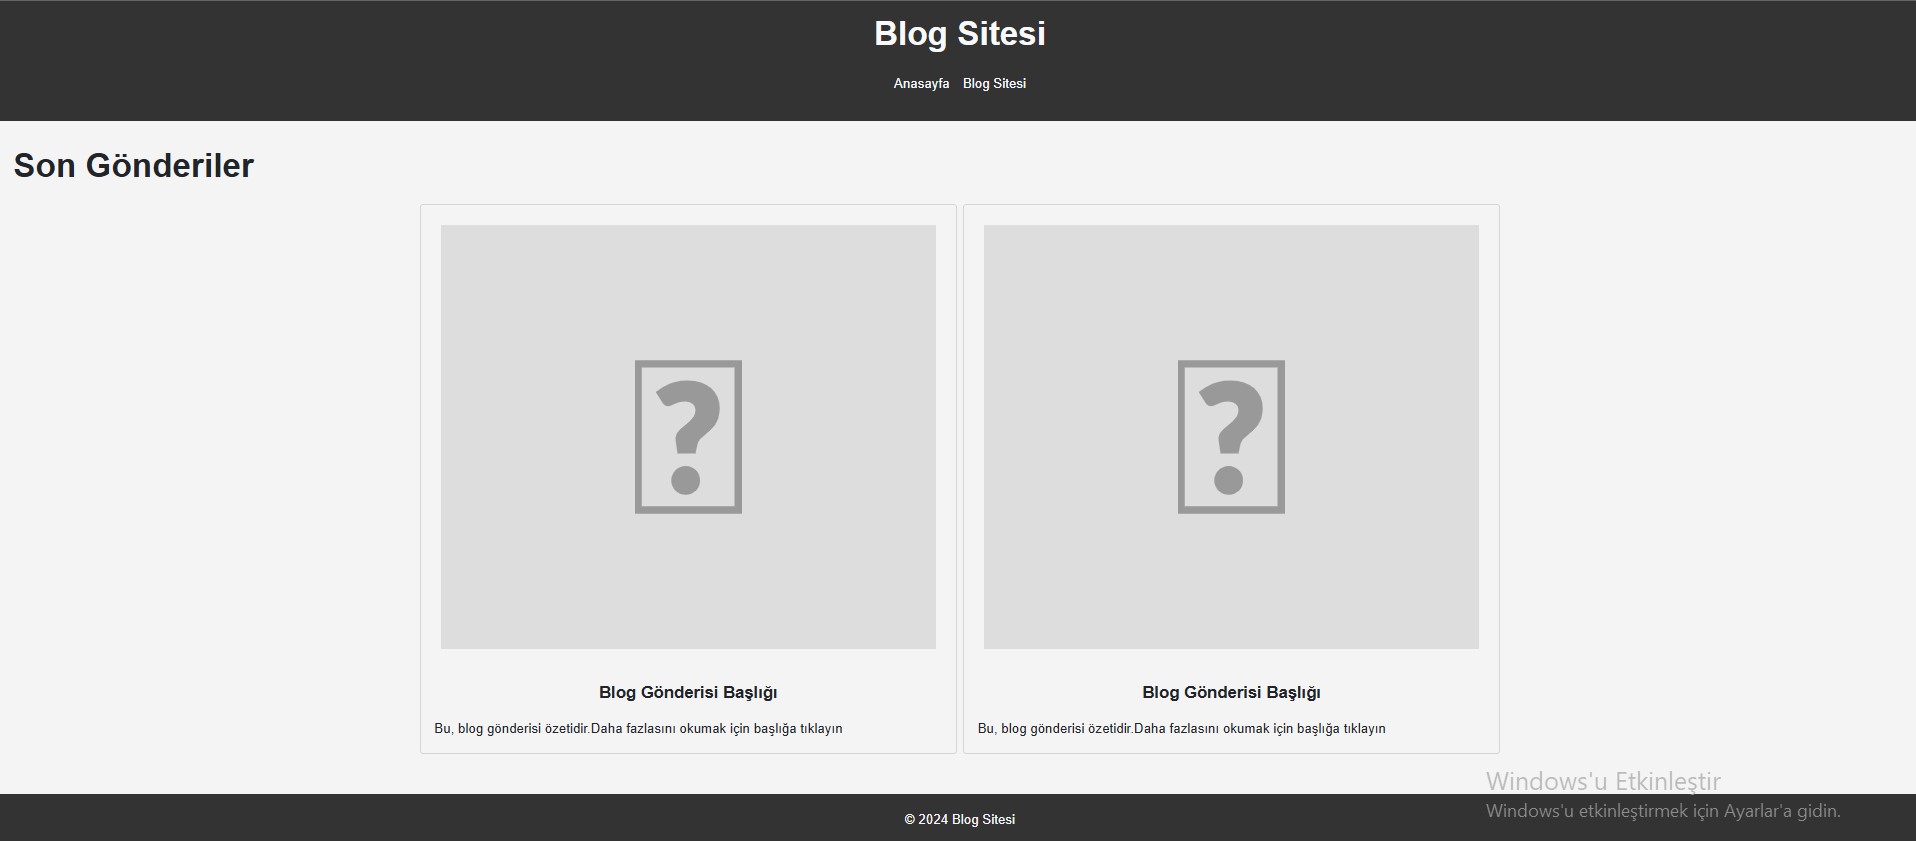 Blog Sitesi
Anasayfa Blog Sitesi
Son Gönderiler
?
?
Blog Gönderisi Başlığı
Bu, blog gönderisi özetidir.Daha fazlasını okumak için başlığa tıklayın
Blog Gönderisi Başlığı
Bu, blog gönderisi özetidir.Daha fazlasını okumak için başlığa tıklayın
Windows'u Etkinleştir
Windows'u etkinleştirmek için Ayarlar'a gidin.
© 2024 Blog Sitesi